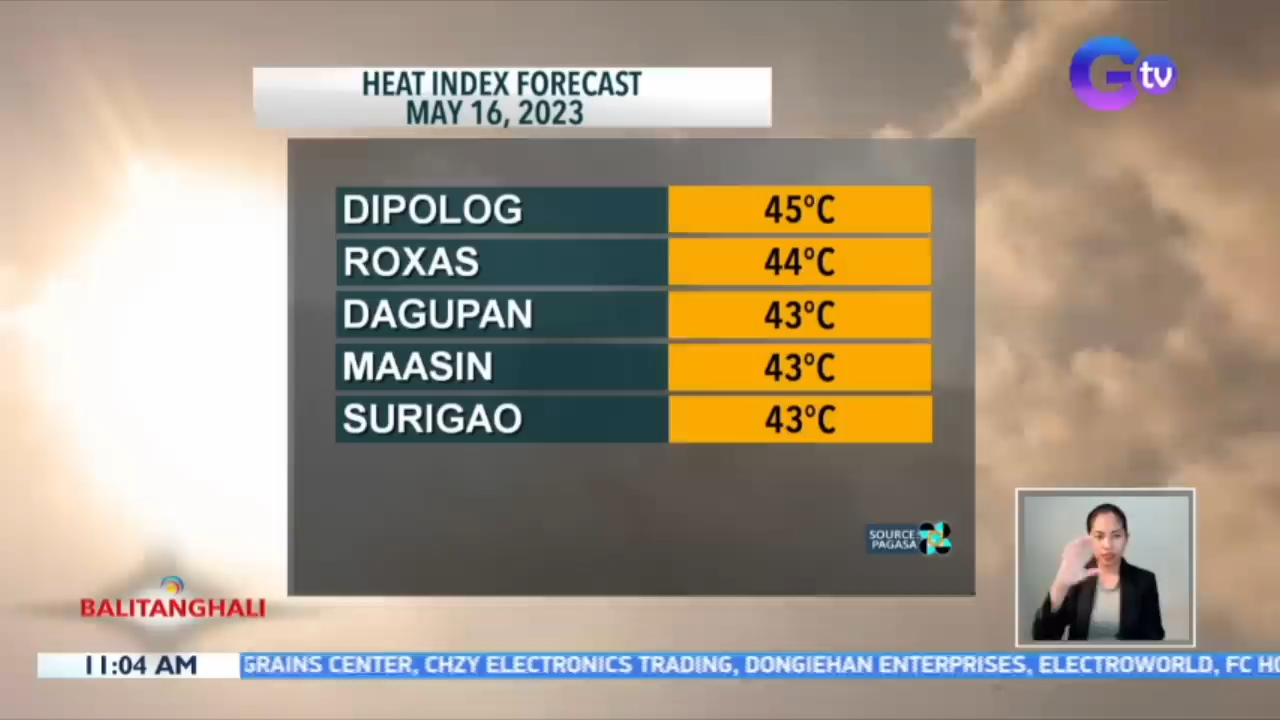 HEAT INDEX FORECAST
MAY 16, 2023
Gtv
DIPOLOG 45°C
ROXAS 44°C
DAGUPAN 43°C
MAASIN 43°C
SURIGAO 43°C
SOURCE:
PAGASA
BALITANGHALI
11:04 AM GRAINS CENTER, CHZY ELECTRONICS TRADING, DONGIEHAN ENTERPRISES, ELECTROWORLD, FC